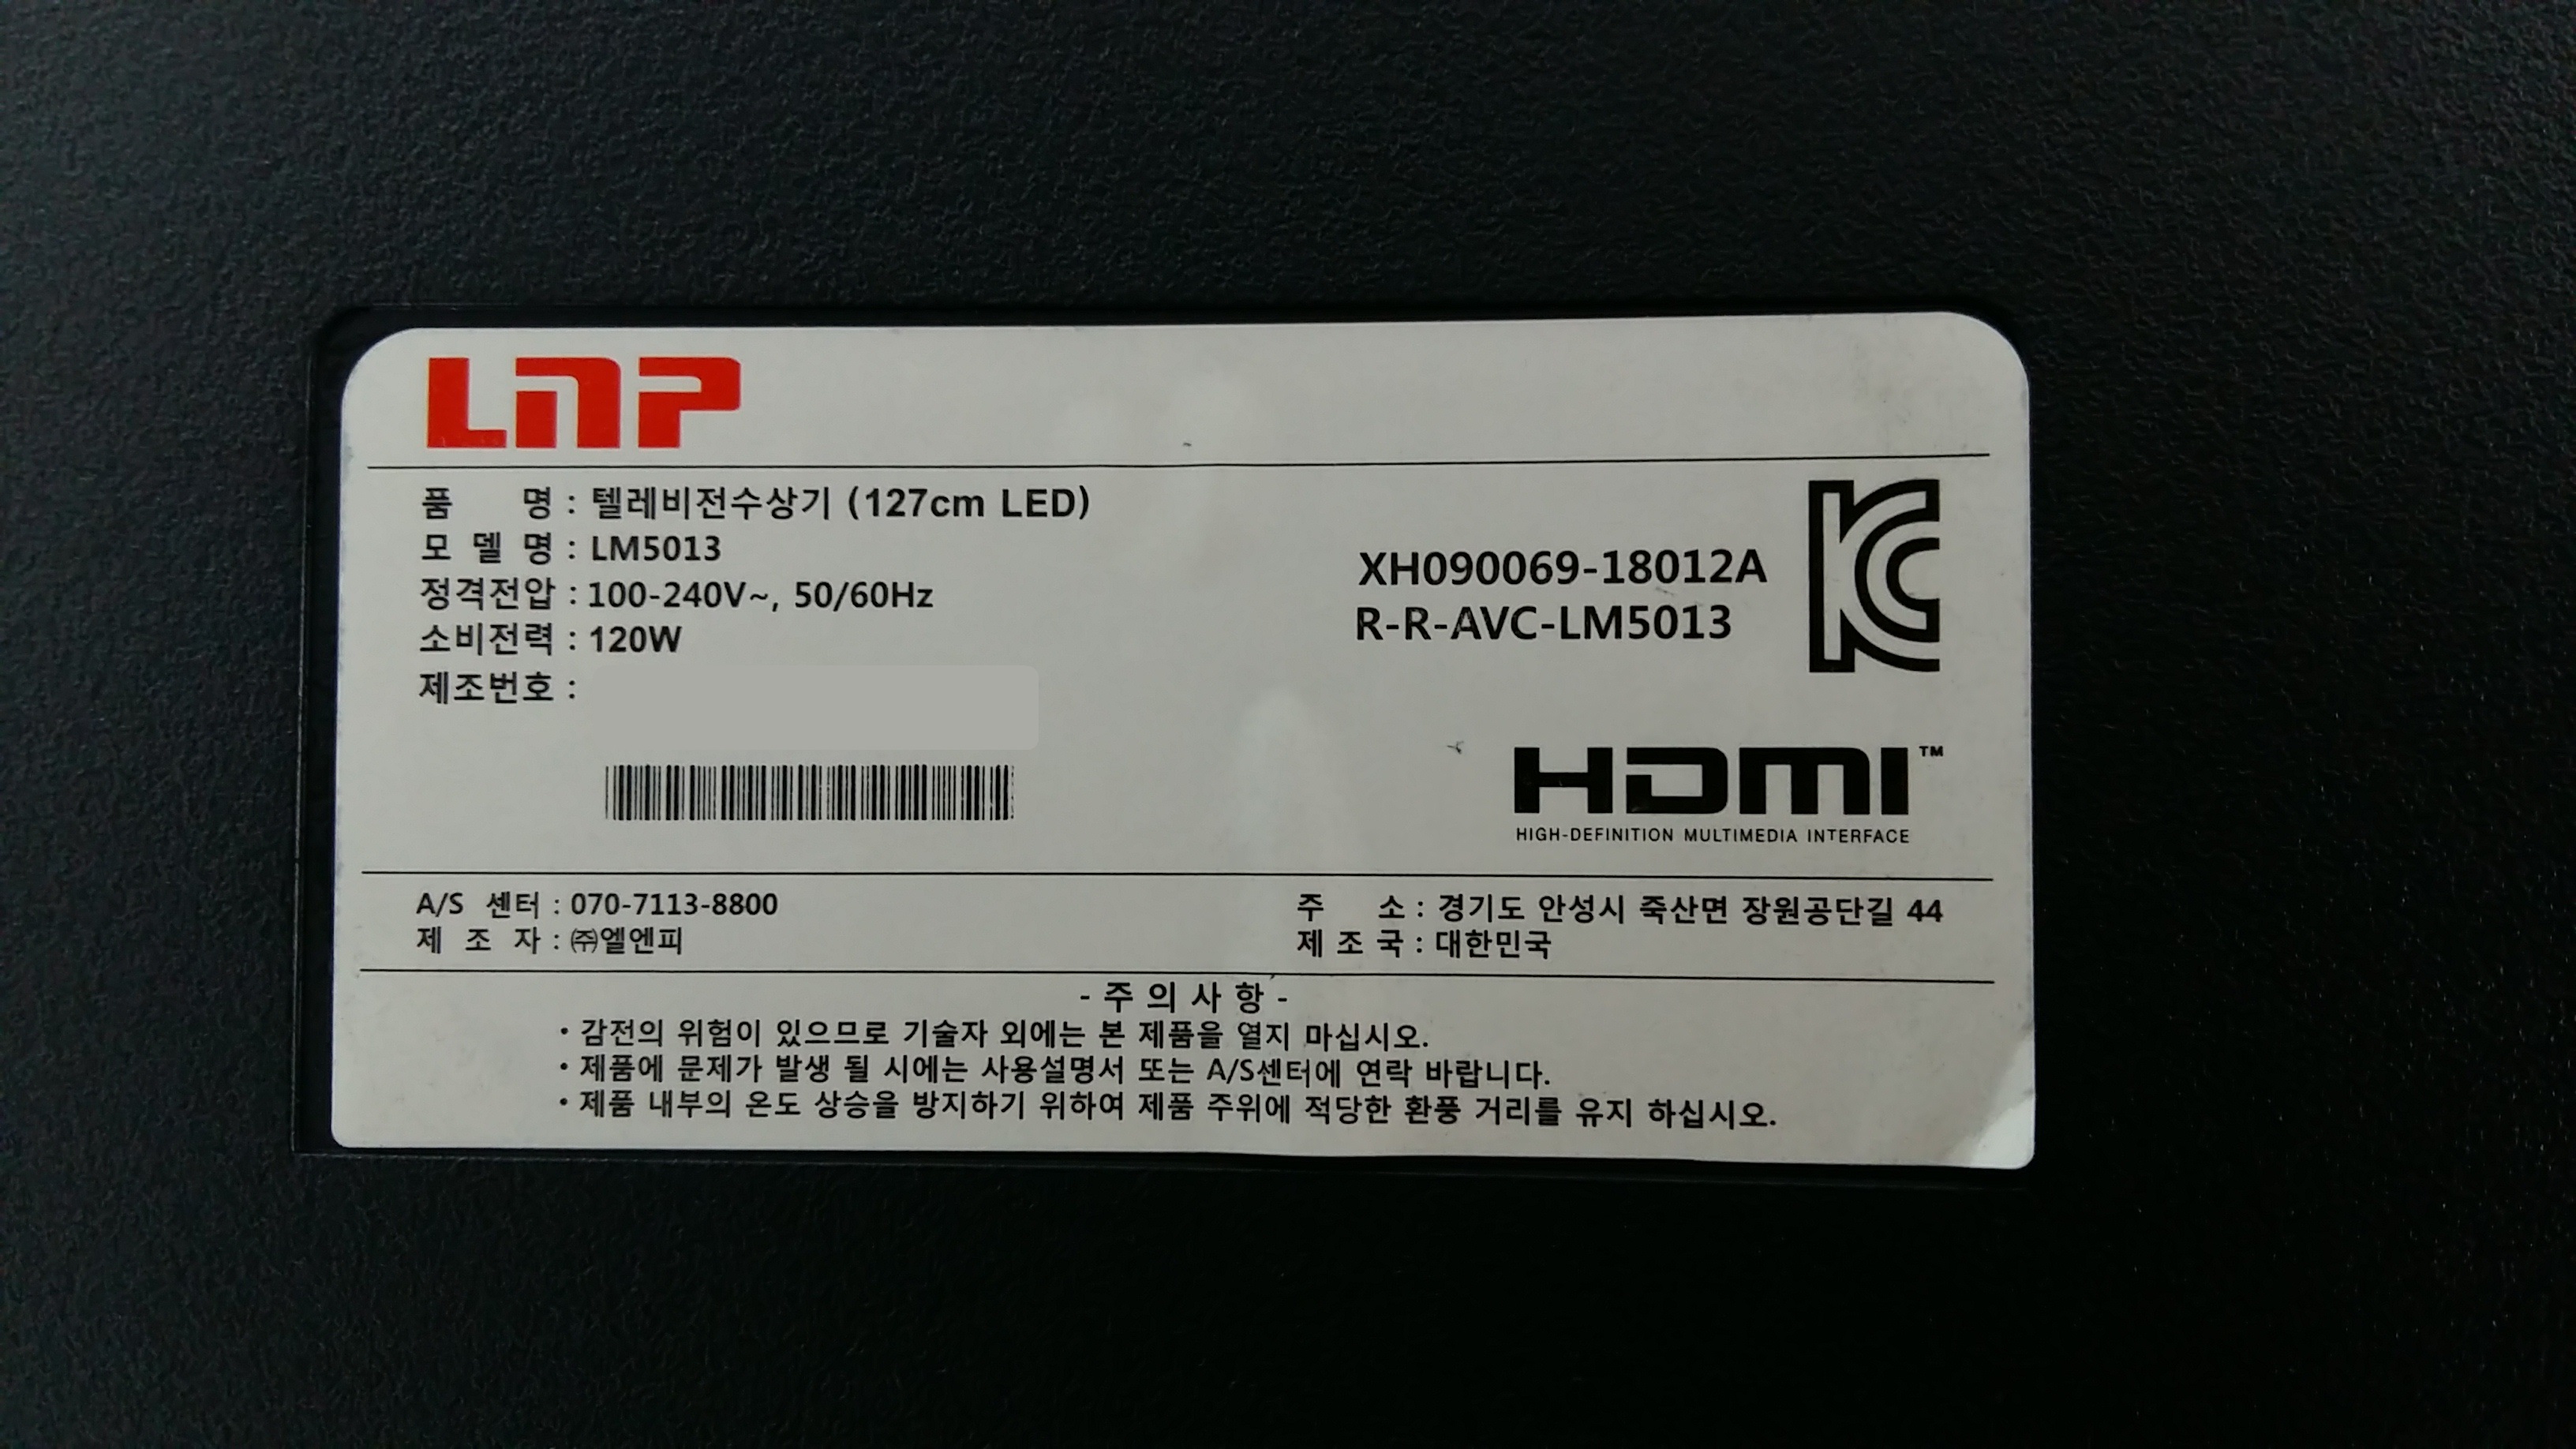 LNP
품 명 : 텔레비전수상기 (127cm LED)
모 델 명 : LM5013
정격전압 : 100-240V~, 50/60Hz
소비전력 : 120W
제조번호 :
XH090069-18012A
R-R-AVC-LM5013
KC
HDMI™
HIGH-DEFINITION MULTIMEDIA INTERFACE
A/S 센터 : 070-7113-8800
제 조 자 : ㈜엘엔피
주 소 : 경기도 안성시 죽산면 장원공단길 44
제 조 국 : 대한민국
- 주 의 사 항 -
· 감전의 위험이 있으므로 기술자 외에는 본 제품을 열지 마십시오.
· 제품에 문제가 발생 될 시에는 사용설명서 또는 A/S센터에 연락 바랍니다.
· 제품 내부의 온도 상승을 방지하기 위하여 제품 주위에 적당한 환풍 거리를 유지 하십시오.